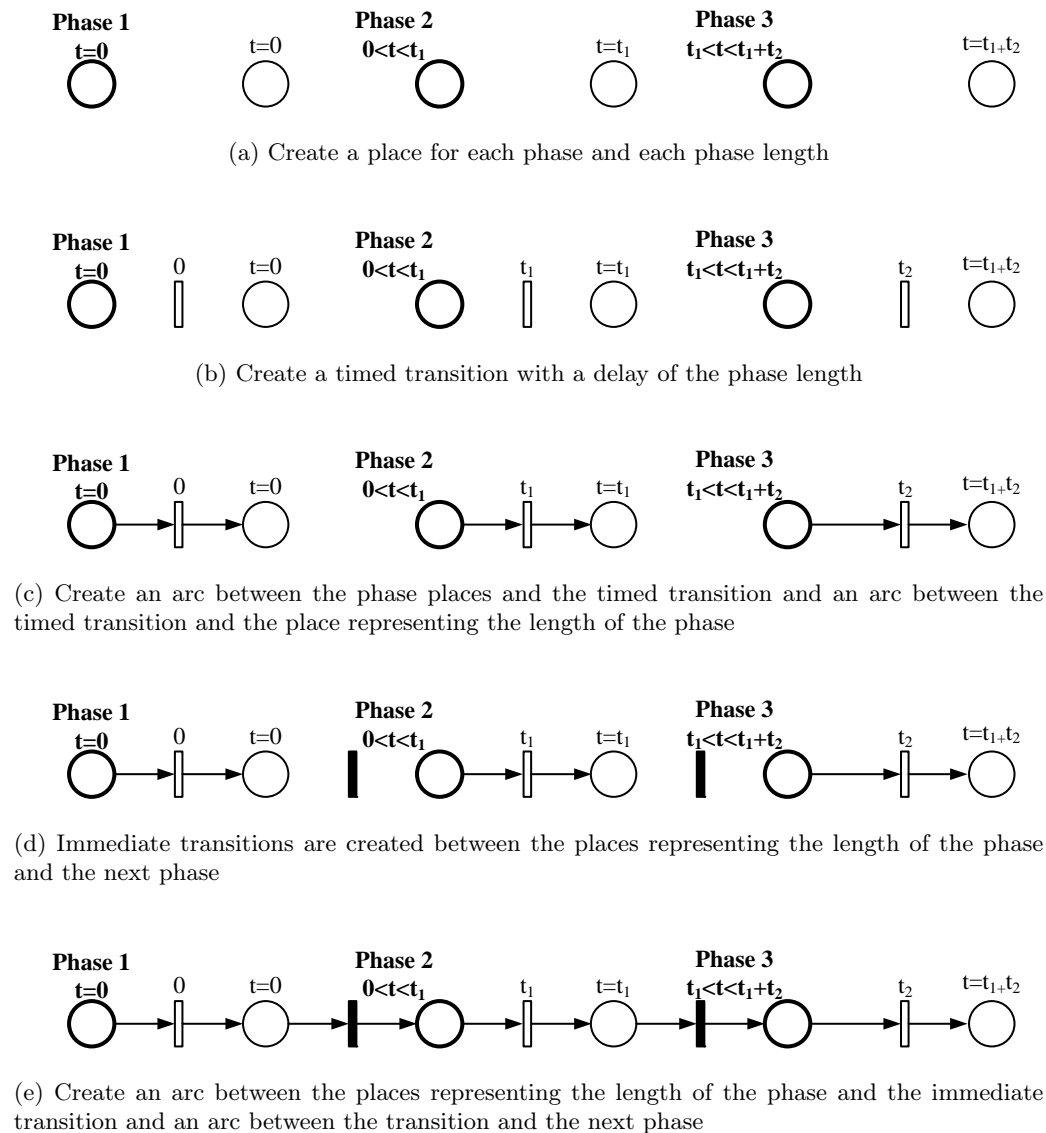 Phase 1 Phase 2 Phase 3
t=0 t=0 0<t<t₁ t=t₁ t₁<t<t₁+t₂ t=t₁₊t₂
(a) Create a place for each phase and each phase length
Phase 1 Phase 2 Phase 3
t=0 0 t=0 0<t<t₁ t₁ t=t₁ t₁<t<t₁+t₂ t₂ t=t₁₊t₂
(b) Create a timed transition with a delay of the phase length
Phase 1 Phase 2 Phase 3
t=0 0 t=0 0<t<t₁ t₁ t=t₁ t₁<t<t₁+t₂ t₂ t=t₁₊t₂
(c) Create an arc between the phase places and the timed transition and an arc between the
timed transition and the place representing the length of the phase
Phase 1 Phase 2 Phase 3
t=0 0 t=0 0<t<t₁ t₁ t=t₁ t₁<t<t₁+t₂ t₂ t=t₁₊t₂
(d) Immediate transitions are created between the places representing the length of the phase
and the next phase
Phase 1 Phase 2 Phase 3
t=0 0 t=0 0<t<t₁ t₁ t=t₁ t₁<t<t₁+t₂ t₂ t=t₁₊t₂
(e) Create an arc between the places representing the length of the phase and the immediate
transition and an arc between the transition and the next phase